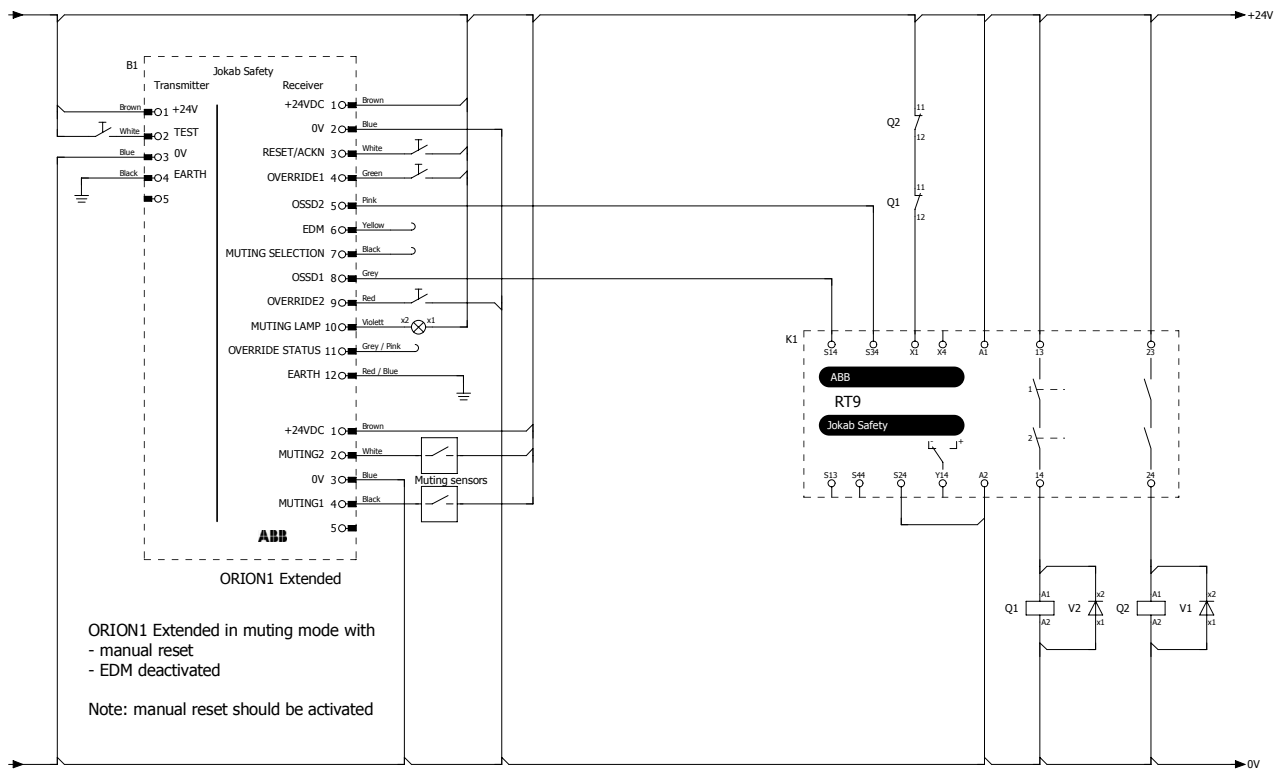 +24V
B1
Jokab Safety
Transmitter
Receiver
Brown 1 +24V
White 2 TEST
Blue 3 0V
Black 4 EARTH
5
+24VDC 1 Brown
0V 2 Blue
RESET/ACKN 3 White
OVERRIDE1 4 Green
OSSD2 5 Pink
EDM 6 Yellow
MUTING SELECTION 7 Black
OSSD1 8 Grey
OVERRIDE2 9 Red
MUTING LAMP 10 Violett x2 x1
OVERRIDE STATUS 11 Grey / Pink
EARTH 12 Red / Blue
+24VDC 1 Brown
MUTING2 2 White
0V 3 Blue
Muting sensors
MUTING1 4 Black
5
ABB
ORION1 Extended
11
Q2
12
11
Q1
12
K1
S14 S34 X1 X4 A1 13 23
ABB
RT9
Jokab Safety
1
2
- +
S13 S44 S24 Y14 A2 14 24
Q1 A1 A2
V2 x2 x1
Q2 A1 A2
V1 x2 x1
ORION1 Extended in muting mode with
- manual reset
- EDM deactivated
Note: manual reset should be activated
0V